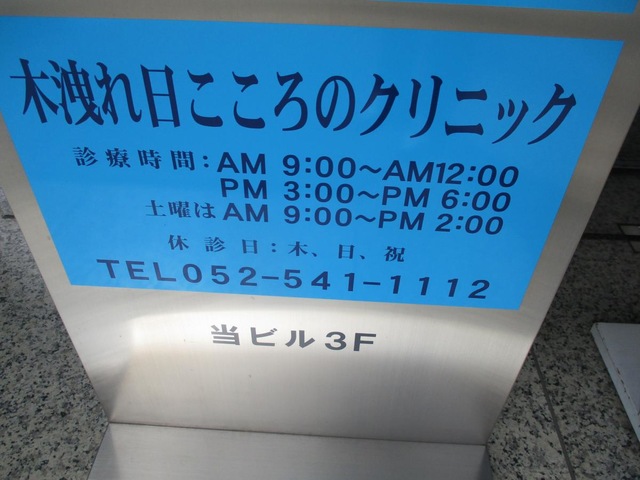 木洩れ日こころのクリニック
診療時間：AM 9:00～AM12:00
PM 3:00～PM 6:00
土曜は AM 9:00～PM 2:00
休診日：木、日、祝
TEL052-541-1112
当ビル3F